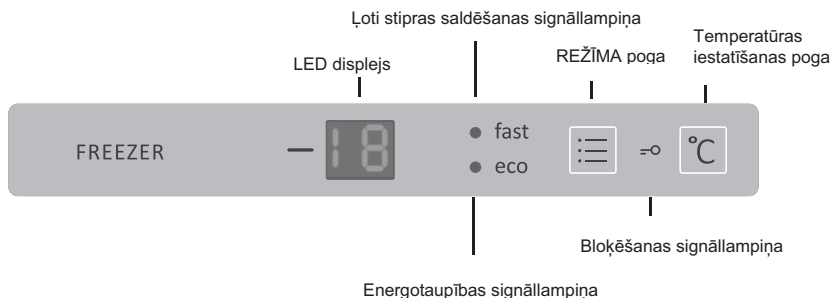 Ļoti stipras saldēšanas signāllampiņa
LED displejs
REŽĪMA poga
Temperatūras
iestatīšanas poga
FREEZER
−18
fast
eco
°C
Bloķēšanas signāllampiņa
Energotaupības signāllampiņa